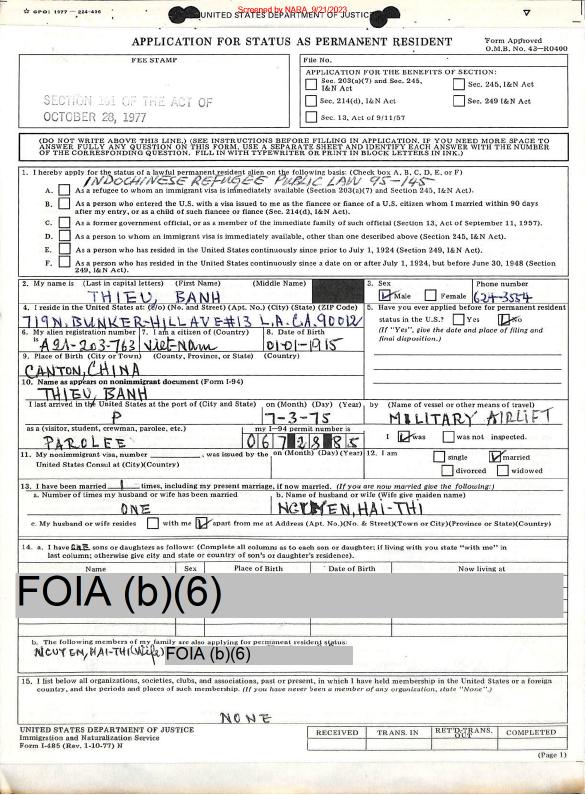 ☆ GPO: 1977 — 224-406
Screened by NARA, 9/21/2023
UNITED STATES DEPARTMENT OF JUSTICE
APPLICATION FOR STATUS AS PERMANENT RESIDENT
Form Approved
O.M.B. No. 43-R0400
FEE STAMP
SECTION 101 OF THE ACT OF
OCTOBER 28, 1977
File No.
APPLICATION FOR THE BENEFITS OF SECTION:
Sec. 203(a)(7) and Sec. 245, I&N Act
Sec. 245, I&N Act
Sec. 214(d), I&N Act
Sec. 249 I&N Act
Sec. 13, Act of 9/11/57
(DO NOT WRITE ABOVE THIS LINE.) (SEE INSTRUCTIONS BEFORE FILLING IN APPLICATION. IF YOU NEED MORE SPACE TO
ANSWER FULLY ANY QUESTION ON THIS FORM, USE A SEPARATE SHEET AND IDENTIFY EACH ANSWER WITH THE NUMBER
OF THE CORRESPONDING QUESTION. FILL IN WITH TYPEWRITER OR PRINT IN BLOCK LETTERS IN INK.)
1. I hereby apply for the status of a lawful permanent resident alien on the following basis: (Check box A, B, C, D, E, or F)
INDOCHINESE REFUGEE PUBLIC LAW 95-145
A. As a refugee to whom an immigrant visa is immediately available (Section 203(a)(7) and Section 245, I&N Act).
B. As a person who entered the U.S. with a visa issued to me as the fiancee or fiance of a U.S. citizen whom I married within 90 days
after my entry, or as a child of such fiancee or fiance (Sec. 214(d), I&N Act).
C. As a former government official, or as a member of the immediate family of such official (Section 13, Act of September 11, 1957).
D. As a person to whom an immigrant visa is immediately available, other than one described above (Section 245, I&N Act).
E. As a person who has resided in the United States continuously since prior to July 1, 1924 (Section 249, I&N Act).
F. As a person who has resided in the United States continuously since a date on or after July 1, 1924, but before June 30, 1948 (Section
249, I&N Act).
2. My name is (Last in capital letters) (First Name) (Middle Name)
THIEU, BANH
3. Sex
Male Female
Phone number
624-3554
4. I reside in the United States at: (c/o) (No. and Street) (Apt. No.) (City) (State) (ZIP Code)
719 N. BUNKER-HILL AVE #13 L.A. CA. 90012
5. Have you ever applied before for permanent resident
status in the U.S.? Yes No
(If "Yes", give the date and place of filing and
final disposition.)
6. My alien registration number is
A21-203-763
7. I am a citizen of (Country)
VIET-NAM
8. Date of Birth
01-01-1915
9. Place of Birth (City or Town) (County, Province, or State) (Country)
CANTON, CHINA
10. Name as appears on nonimmigrant document (Form I-94)
THIEU, BANH
I last arrived in the United States at the port of (City and State)
P
on (Month) (Day) (Year)
7-3-75
by (Name of vessel or other means of travel)
MILITARY AIRLIFT
as a (visitor, student, crewman, parolee, etc.)
PAROLEE
my I-94 permit number is
I was was not inspected.
11. My nonimmigrant visa, number , was issued by the
United States Consul at (City)(Country)
on (Month) (Day) (Year)
12. I am
single married
divorced widowed
13. I have been married 1 times, including my present marriage, if now married. (If you are now married give the following:)
a. Number of times my husband or wife has been married
ONE
b. Name of husband or wife (Wife give maiden name)
NGUYEN, HAI-THI
c. My husband or wife resides with me apart from me at Address (Apt. No.)(No. & Street)(Town or City)(Province or State)(Country)
14. a. I have ONE sons or daughters as follows: (Complete all columns as to each son or daughter; if living with you state "with me" in
last column; otherwise give city and state or country of son's or daughter's residence).
Name Sex Place of Birth Date of Birth Now living at
FOIA (b)(6)
b. The following members of my family are also applying for permanent resident status:
NGUYEN, HAI-THI (Wife) FOIA (b)(6)
15. I list below all organizations, societies, clubs, and associations, past or present, in which I have held membership in the United States or a foreign
country, and the periods and places of such membership. (If you have never been a member of any organization, state "None".)
NONE
UNITED STATES DEPARTMENT OF JUSTICE
Immigration and Naturalization Service
Form I-485 (Rev. 1-10-77) N
RECEIVED TRANS. IN RET'D-TRANS. OUT COMPLETED
(Page 1)